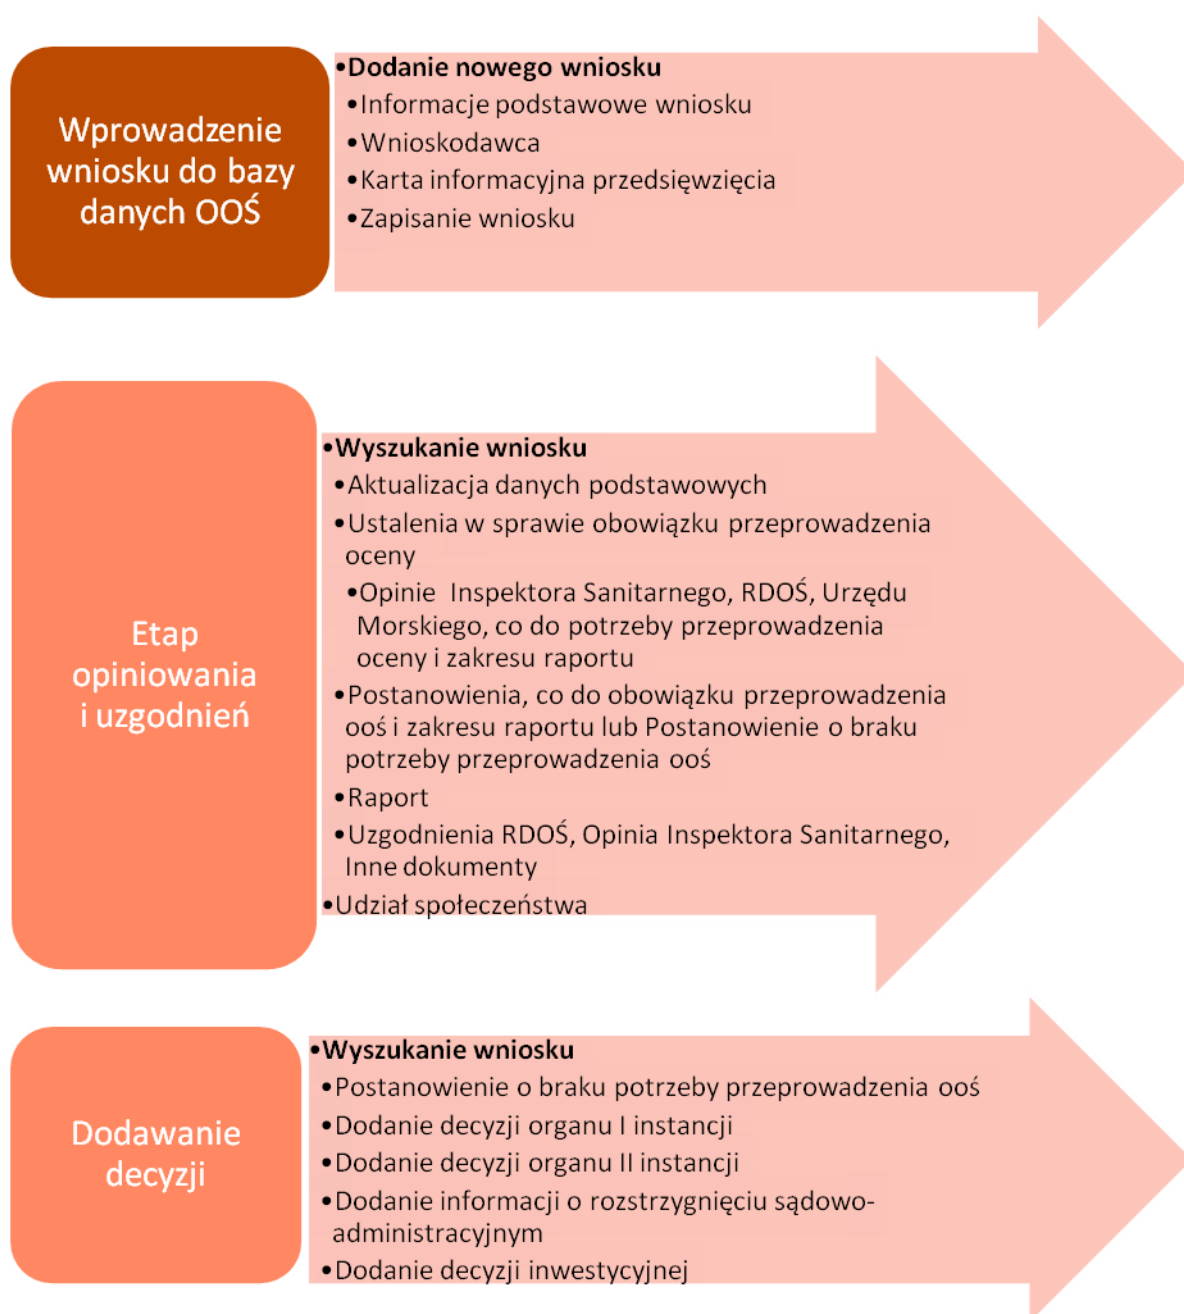 Wprowadzenie
wniosku do bazy
danych OOŚ
•Dodanie nowego wniosku
•Informacje podstawowe wniosku
•Wnioskodawca
•Karta informacyjna przedsięwzięcia
•Zapisanie wniosku
Etap
opiniowania
i uzgodnień
•Wyszukanie wniosku
•Aktualizacja danych podstawowych
•Ustalenia w sprawie obowiązku przeprowadzenia
oceny
•Opinie Inspektora Sanitarnego, RDOŚ, Urzędu
Morskiego, co do potrzeby przeprowadzenia
oceny i zakresu raportu
•Postanowienia, co do obowiązku przeprowadzenia
ooś i zakresu raportu lub Postanowienie o braku
potrzeby przeprowadzenia ooś
•Raport
•Uzgodnienia RDOŚ, Opinia Inspektora Sanitarnego,
Inne dokumenty
•Udział społeczeństwa
Dodawanie
decyzji
•Wyszukanie wniosku
•Postanowienie o braku potrzeby przeprowadzenia ooś
•Dodanie decyzji organu I instancji
•Dodanie decyzji organu II instancji
•Dodanie informacji o rozstrzygnięciu sądowo-
administracyjnym
•Dodanie decyzji inwestycyjnej